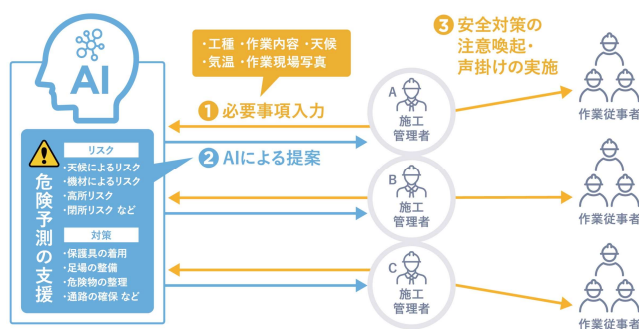 AI
・工種 ・作業内容 ・天候
・気温 ・作業現場写真
❶必要事項入力
❷AIによる提案
❸安全対策の
注意喚起・
声掛けの実施
危険予測の支援
リスク
・天候によるリスク
・機材によるリスク
・高所リスク
・閉所リスク など
対策
・保護具の着用
・足場の整備
・危険物の整理
・通路の確保 など
A
施工
管理者
作業従事者
B
施工
管理者
作業従事者
C
施工
管理者
作業従事者